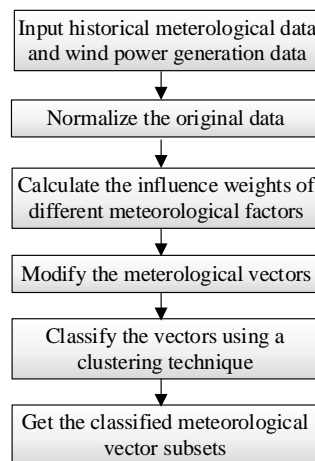 Input historical meterological data
and wind power generation data
Normalize the original data
Calculate the influence weights of
different meteorological factors
Modify the meterological vectors
Classify the vectors using a
clustering technique
Get the classified meteorological
vector subsets